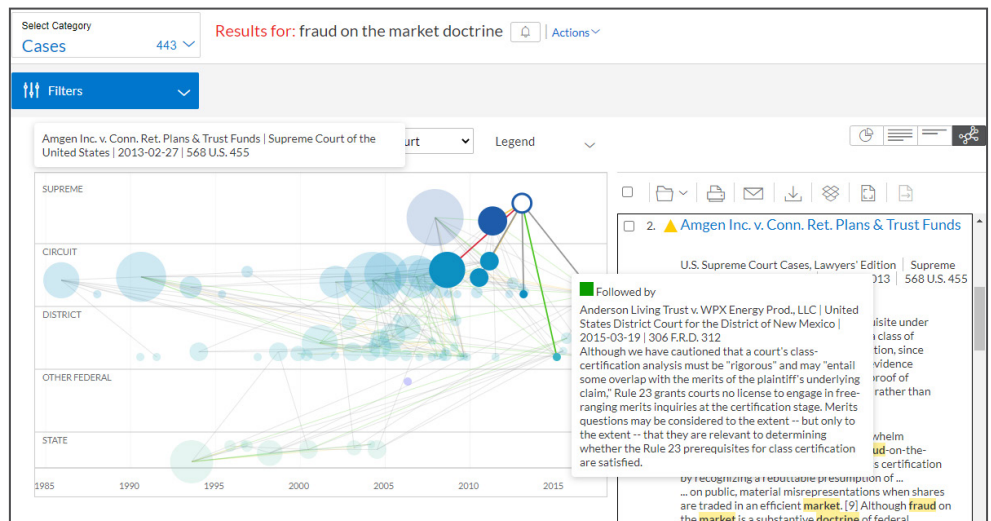 Select Category
Cases 443
Results for: fraud on the market doctrine
Actions
Filters
Amgen Inc. v. Conn. Ret. Plans & Trust Funds | Supreme Court of the
United States | 2013-02-27 | 568 U.S. 455
urt
Legend
SUPREME
CIRCUIT
DISTRICT
OTHER FEDERAL
STATE
1985 1990 1995 2000 2005 2010 2015
2. Amgen Inc. v. Conn. Ret. Plans & Trust Funds
U.S. Supreme Court Cases, Lawyers' Edition | Supreme
013 | 568 U.S. 455
Followed by
Anderson Living Trust v. WPX Energy Prod., LLC | United
States District Court for the District of New Mexico |
2015-03-19 | 306 F.R.D. 312
Although we have cautioned that a court's class-
certification analysis must be "rigorous" and may "entail
some overlap with the merits of the plaintiff's underlying
claim," Rule 23 grants courts no license to engage in free-
ranging merits inquiries at the certification stage. Merits
questions may be considered to the extent -- but only to
the extent -- that they are relevant to determining
whether the Rule 23 prerequisites for class certification
are satisfied.
uisite under
a class of
tion, since
vidence
roof of
rather than
whelm
ud-on-the-
s certification
by recognizing a rebuttable presumption of ...
... on public, material misrepresentations when shares
are traded in an efficient market. [9] Although fraud on
the market is a substantive doctrine of federal